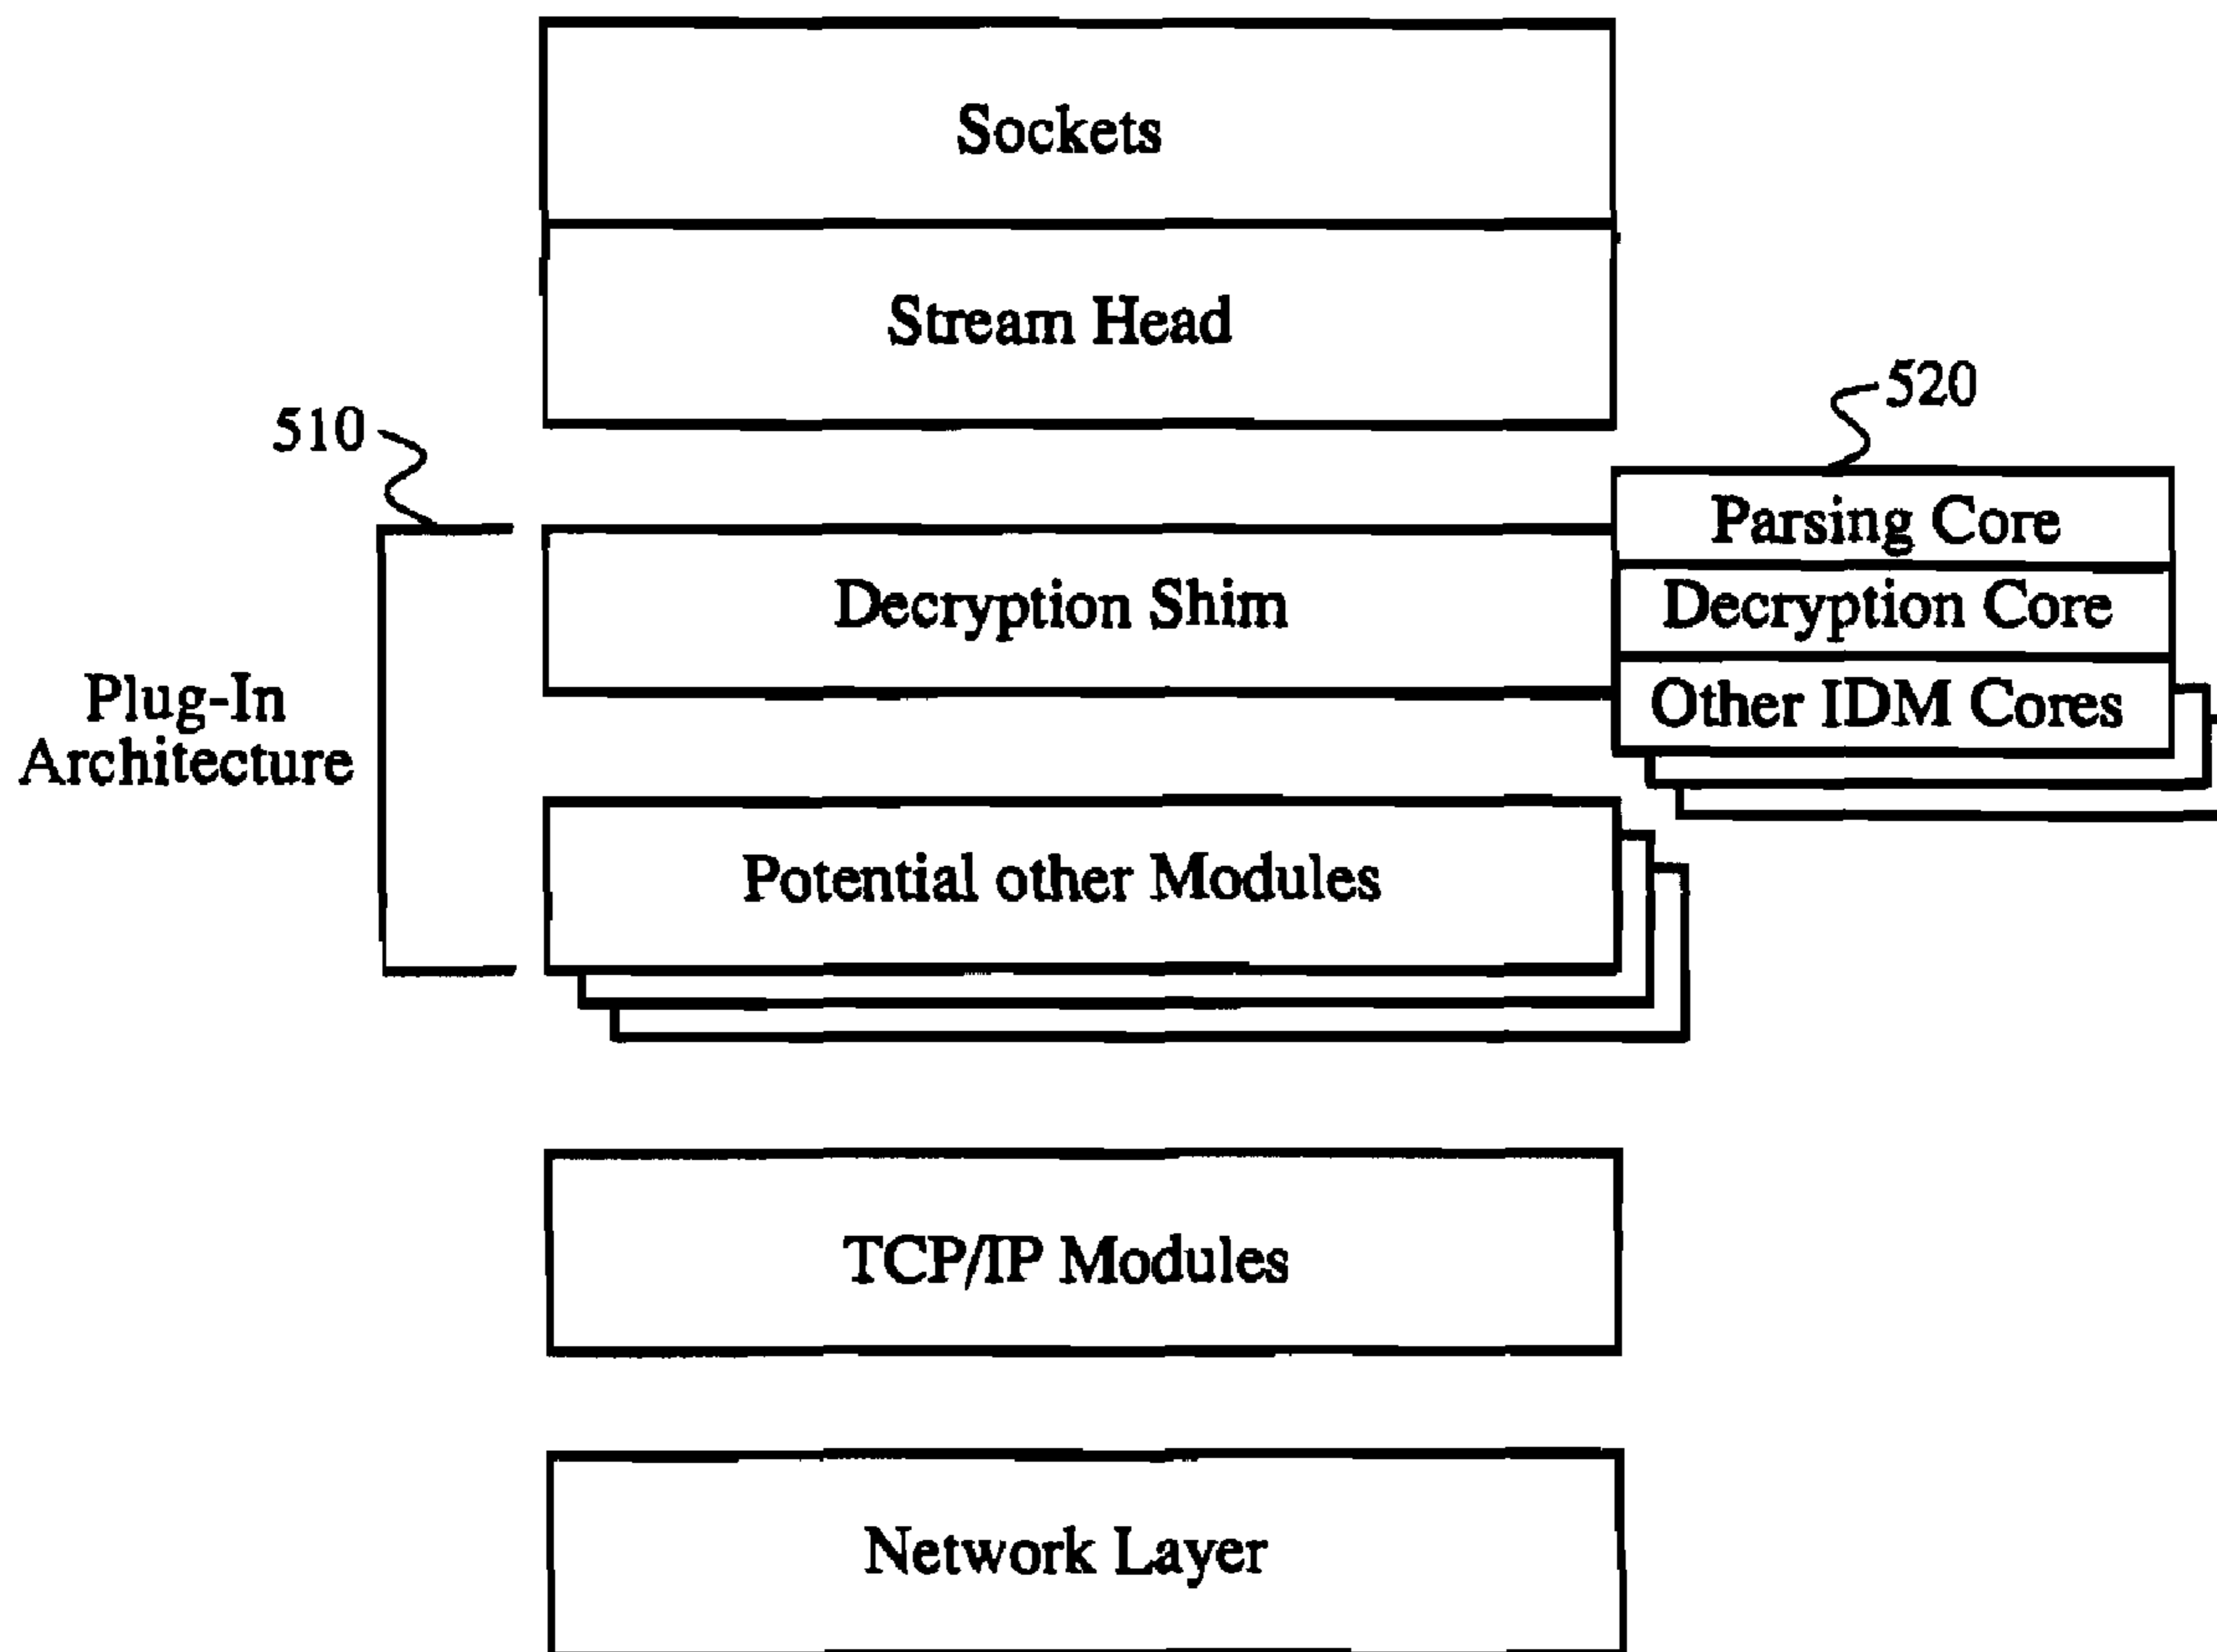 Sockets
Stream Head
510
520
Parsing Core
Decryption Shim
Decryption Core
Other IDM Cores
Plug-In
Architecture
Potential other Modules
TCP/IP Modules
Network Layer